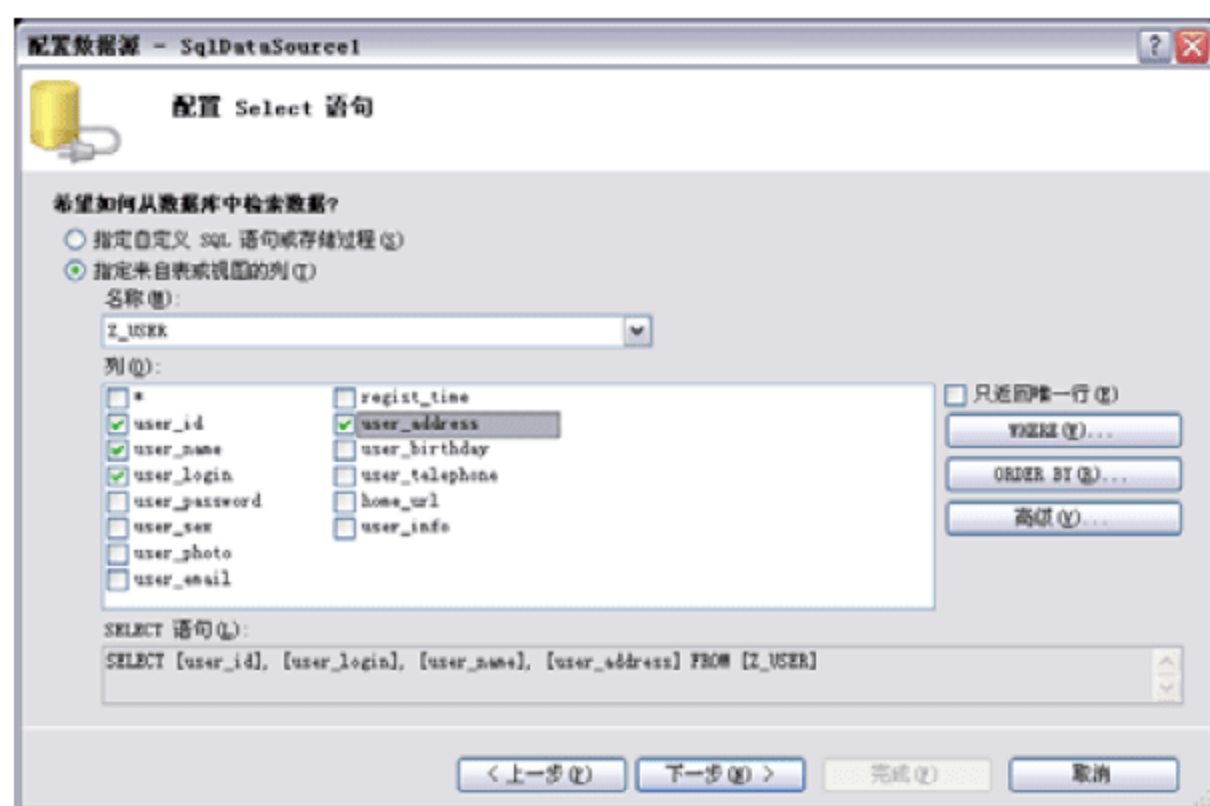 配置数据源 - SqlDataSource1
配置 Select 语句
希望如何从数据库中检索数据?
指定自定义 SQL 语句或存储过程(S)
指定来自表或视图的列(T)
名称(M):
Z_USER
列(O):
*
user_id
user_name
user_login
user_password
user_sex
user_photo
user_email
regist_time
user_address
user_birthday
user_telephone
home_url
user_info
只返回唯一行(E)
WHERE(W)...
ORDER BY(R)...
高级(V)...
SELECT 语句(L):
SELECT [user_id], [user_login], [user_name], [user_address] FROM [Z_USER]
< 上一步(P)
下一步(N) >
完成(F)
取消